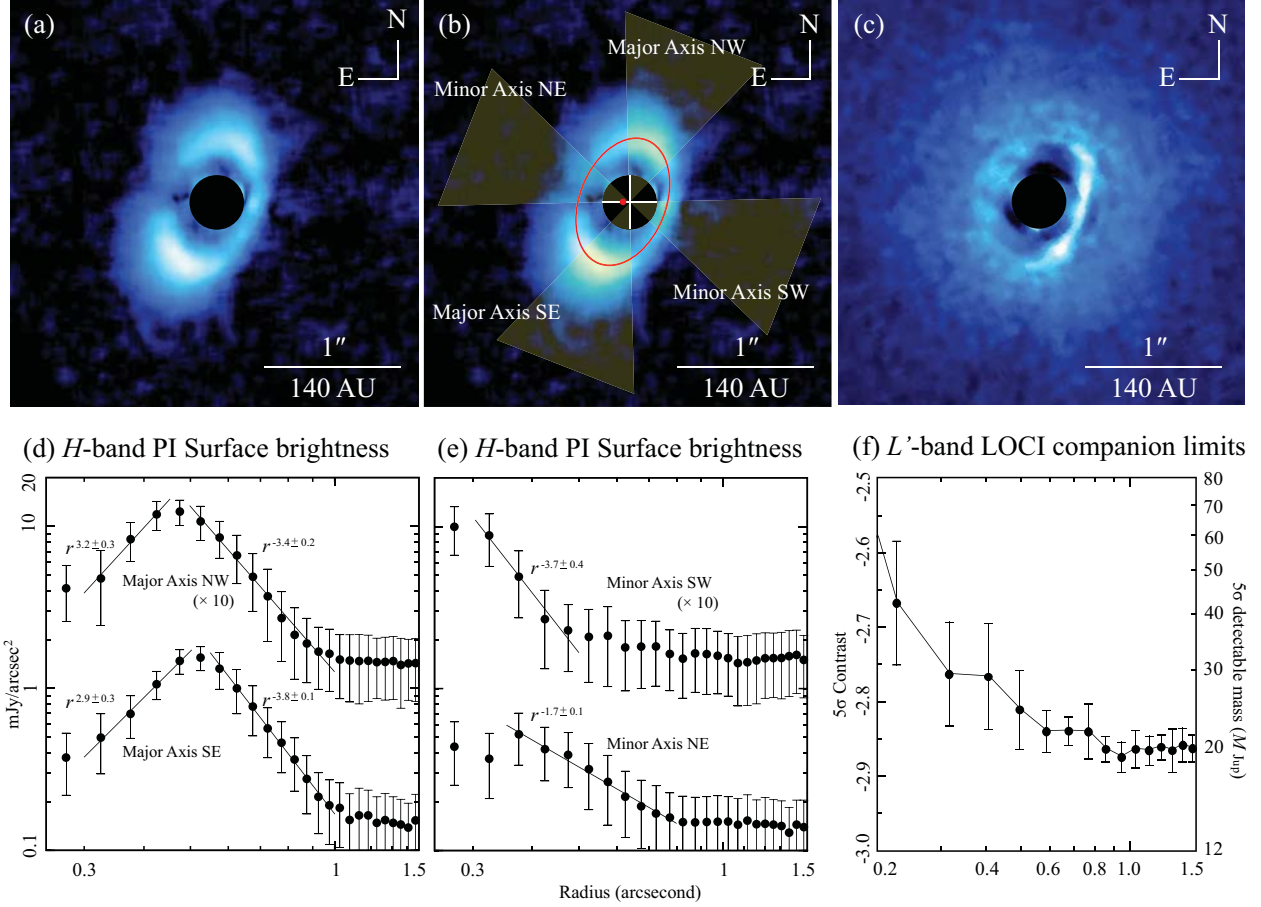 (a)
N
E
1″
140 AU
(b)
Major Axis NW
N
E
Minor Axis NE
Minor Axis SW
Major Axis SE
1″
140 AU
(c)
N
E
1″
140 AU
(d) H-band PI Surface brightness
20
10
1
0.1
mJy/arcsec²
r^3.2±0.3
r^-3.4±0.2
Major Axis NW
(× 10)
r^2.9±0.3
r^-3.8±0.1
Major Axis SE
0.3
1
1.5
(e) H-band PI Surface brightness
r^-3.7±0.4
Minor Axis SW
(× 10)
r^-1.7±0.1
Minor Axis NE
0.3
1
1.5
Radius (arcsecond)
(f) L'-band LOCI companion limits
-2.5
-2.6
-2.7
-2.8
-2.9
-3.0
5σ Contrast
80
70
60
50
40
30
20
12
5σ detectable mass (M Jup)
0.2
0.4
0.6
0.8
1.0
1.5